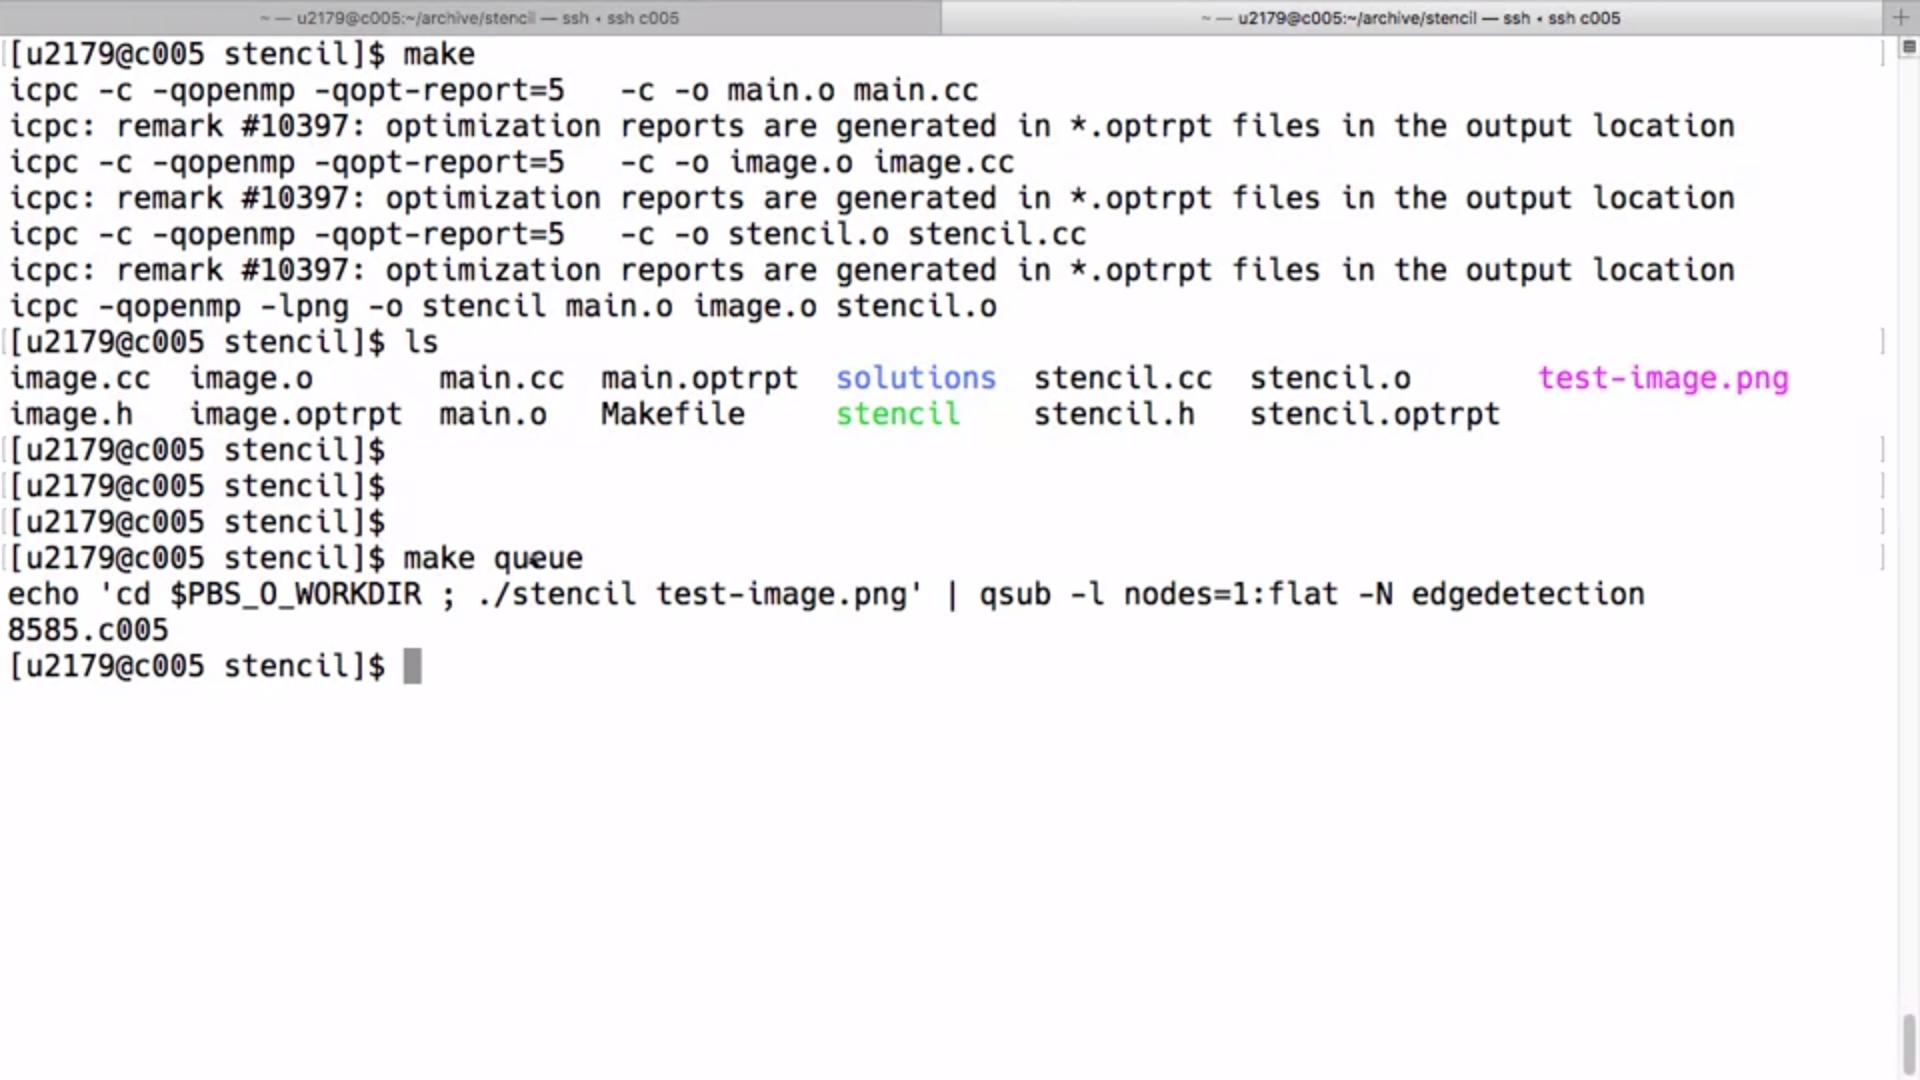 ~ — u2179@c005:~/archive/stencil — ssh • ssh c005
~ — u2179@c005:~/archive/stencil — ssh • ssh c005
[u2179@c005 stencil]$ make
icpc -c -qopenmp -qopt-report=5   -c -o main.o main.cc
icpc: remark #10397: optimization reports are generated in *.optrpt files in the output location
icpc -c -qopenmp -qopt-report=5   -c -o image.o image.cc
icpc: remark #10397: optimization reports are generated in *.optrpt files in the output location
icpc -c -qopenmp -qopt-report=5   -c -o stencil.o stencil.cc
icpc: remark #10397: optimization reports are generated in *.optrpt files in the output location
icpc -qopenmp -lpng -o stencil main.o image.o stencil.o
[u2179@c005 stencil]$ ls
image.cc  image.o       main.cc  main.optrpt  solutions  stencil.cc  stencil.o       test-image.png
image.h   image.optrpt  main.o   Makefile     stencil    stencil.h   stencil.optrpt
[u2179@c005 stencil]$
[u2179@c005 stencil]$
[u2179@c005 stencil]$
[u2179@c005 stencil]$ make queue
echo 'cd $PBS_O_WORKDIR ; ./stencil test-image.png' | qsub -l nodes=1:flat -N edgedetection
8585.c005
[u2179@c005 stencil]$